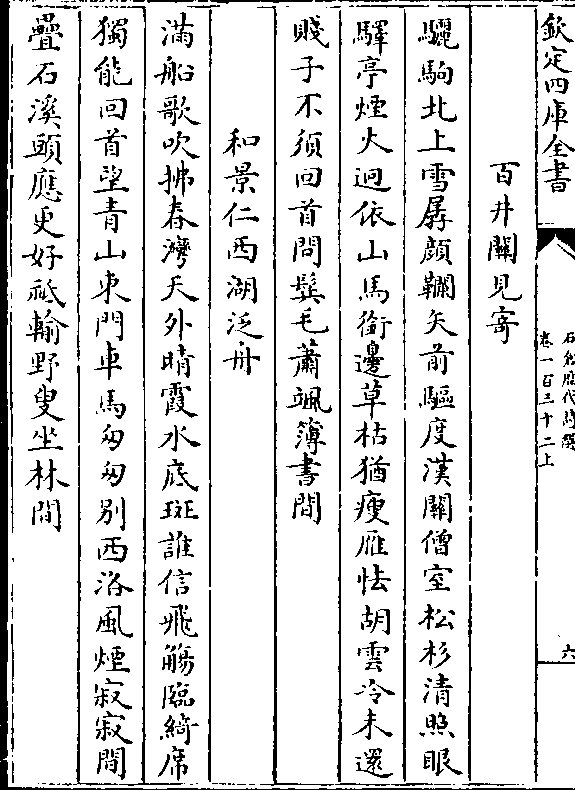 欽定四庫全書
石倉歷代詩選
卷一百三十二上
六
百井關見寄
驪駒北上雪孱顔韊矢前驅度漢關僧室松杉清照眼
驛亭煙火迥依山馬銜邊草枯猶瘦雁怯胡雲冷未還
賤子不須回首問鬢毛蕭颯簿書間
和景仁西湖泛舟
滿船歌吹拂春灣天外晴霞水底斑誰信飛觴臨綺席
獨能回首望青山東門車馬匆匆別西洛風煙寂寂間
疊石溪頭應更好秪輸野叟坐林間